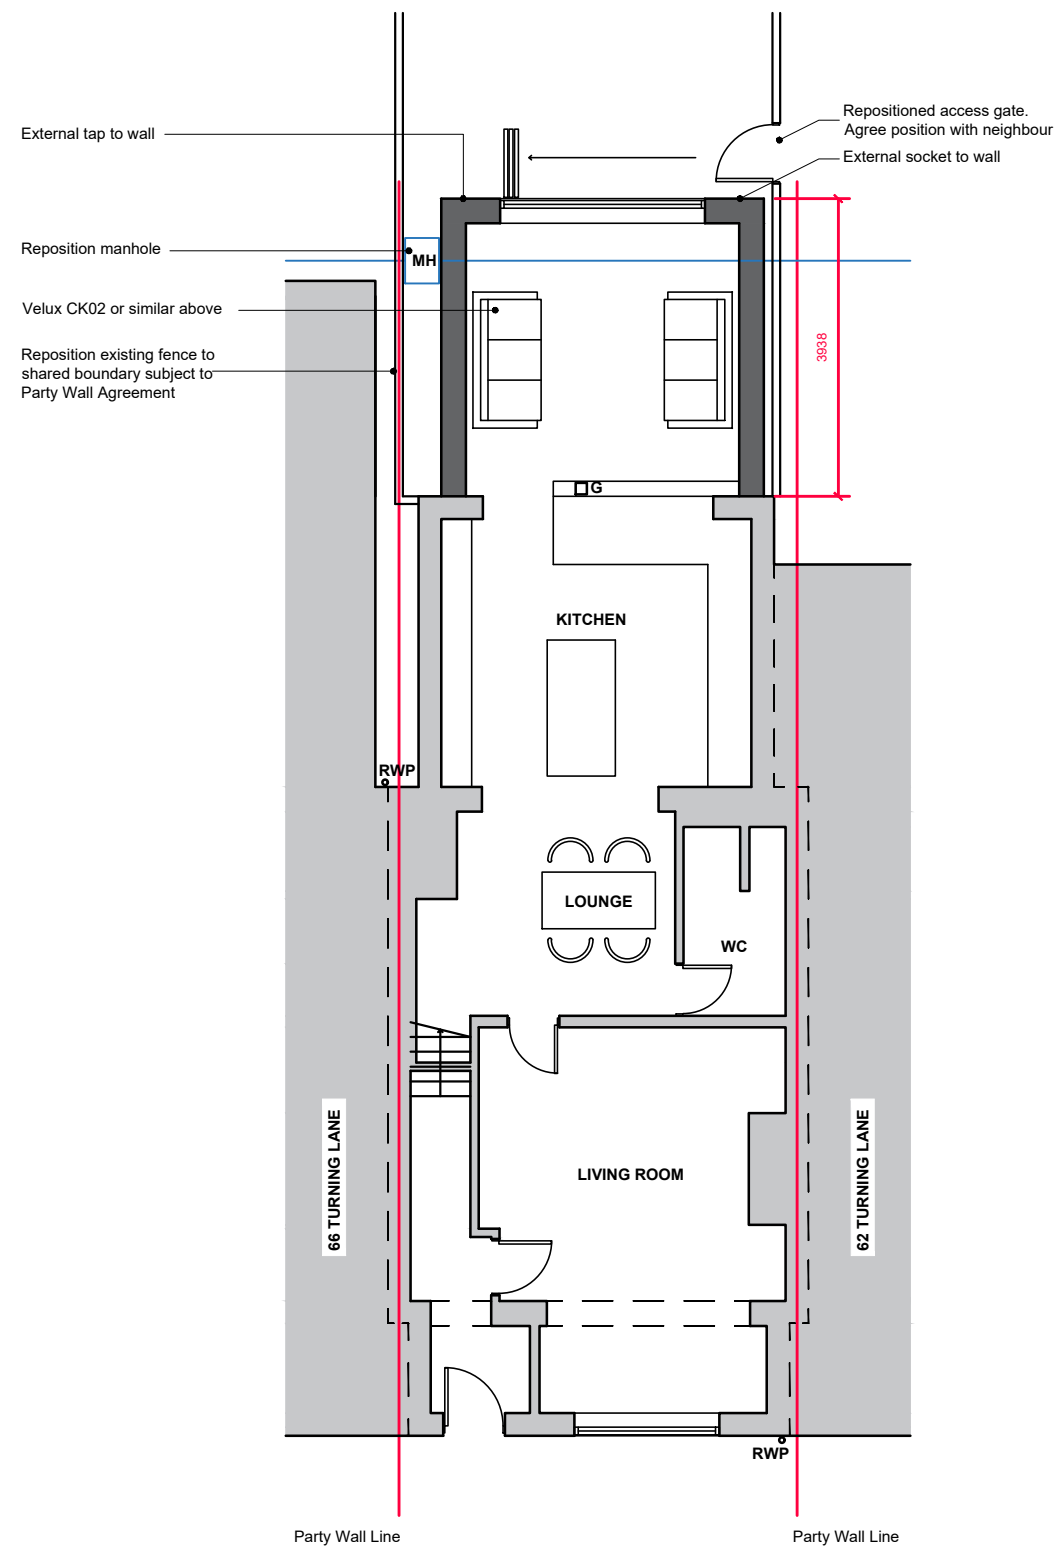 External tap to wall
Repositioned access gate.
Agree position with neighbour
External socket to wall
Reposition manhole
MH
Velux CK02 or similar above
Reposition existing fence to
shared boundary subject to
Party Wall Agreement
3938
G
KITCHEN
RWP
LOUNGE
WC
LIVING ROOM
66 TURNING LANE
62 TURNING LANE
RWP
Party Wall Line
Party Wall Line